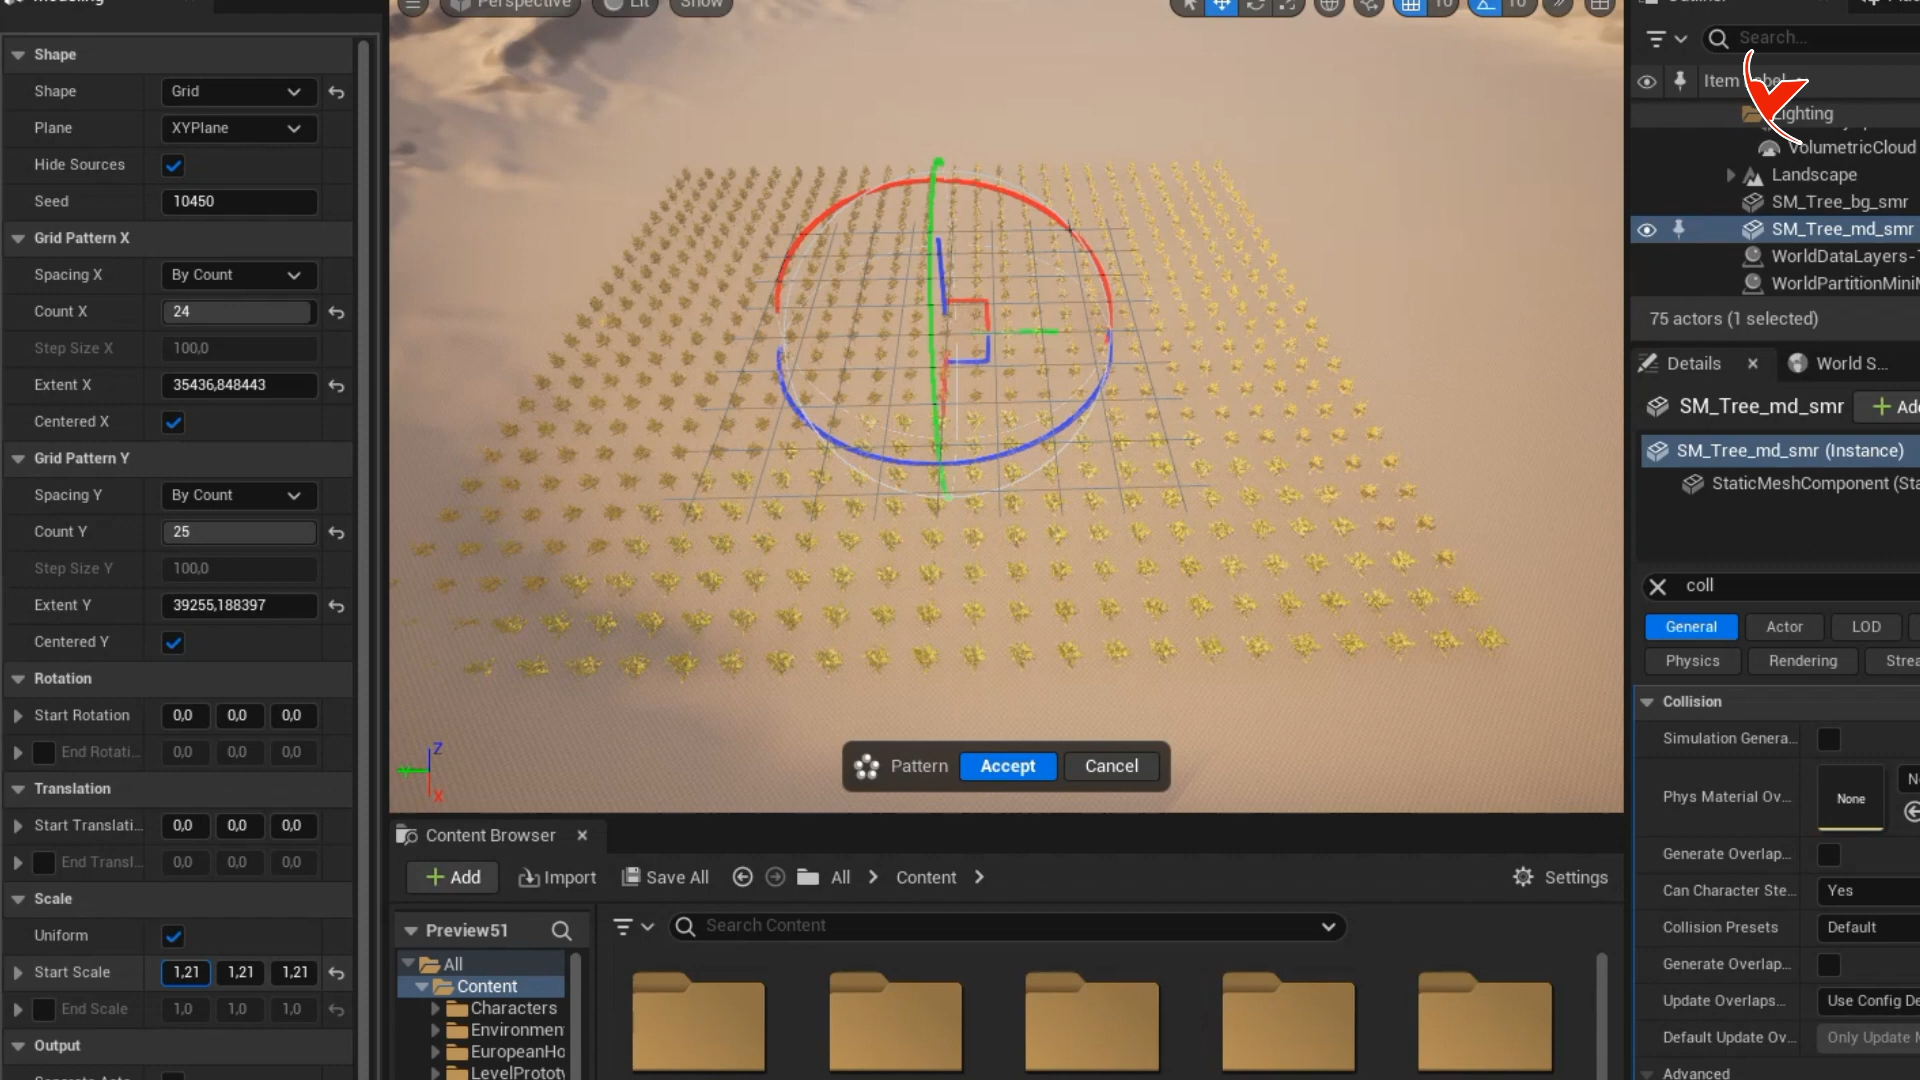 Modeling
Perspective
Lit
Show
10
10
Shape
Shape
Grid
Plane
XYPlane
Hide Sources
Seed
10450
Grid Pattern X
Spacing X
By Count
Count X
24
Step Size X
100,0
Extent X
35436,848443
Centered X
Grid Pattern Y
Spacing Y
By Count
Count Y
25
Step Size Y
100,0
Extent Y
39255,188397
Centered Y
Rotation
Start Rotation
0,0
0,0
0,0
End Rotati...
0,0
0,0
0,0
Translation
Start Translati...
0,0
0,0
0,0
End Transl...
0,0
0,0
0,0
Scale
Uniform
Start Scale
1,21
1,21
1,21
End Scale
1,0
1,0
1,0
Output
Z
X
Pattern
Accept
Cancel
Content Browser
Add
Import
Save All
All
Content
Settings
Preview51
Search Content
All
Content
Characters
Environmen
EuropeanHo
LevelPrototy
Search...
Item
Lighting
VolumetricCloud
Landscape
SM_Tree_bg_smr
SM_Tree_md_smr
WorldDataLayers-
WorldPartitionMini
75 actors (1 selected)
Details
World S...
SM_Tree_md_smr
Add
SM_Tree_md_smr (Instance)
StaticMeshComponent (Sta
coll
General
Actor
LOD
Physics
Rendering
Strea
Collision
Simulation Genera...
Phys Material Ov...
None
Generate Overlap...
Can Character Ste...
Yes
Collision Presets
Default
Generate Overlap...
Update Overlaps...
Use Config De
Default Update Ov...
Only Update
Advanced